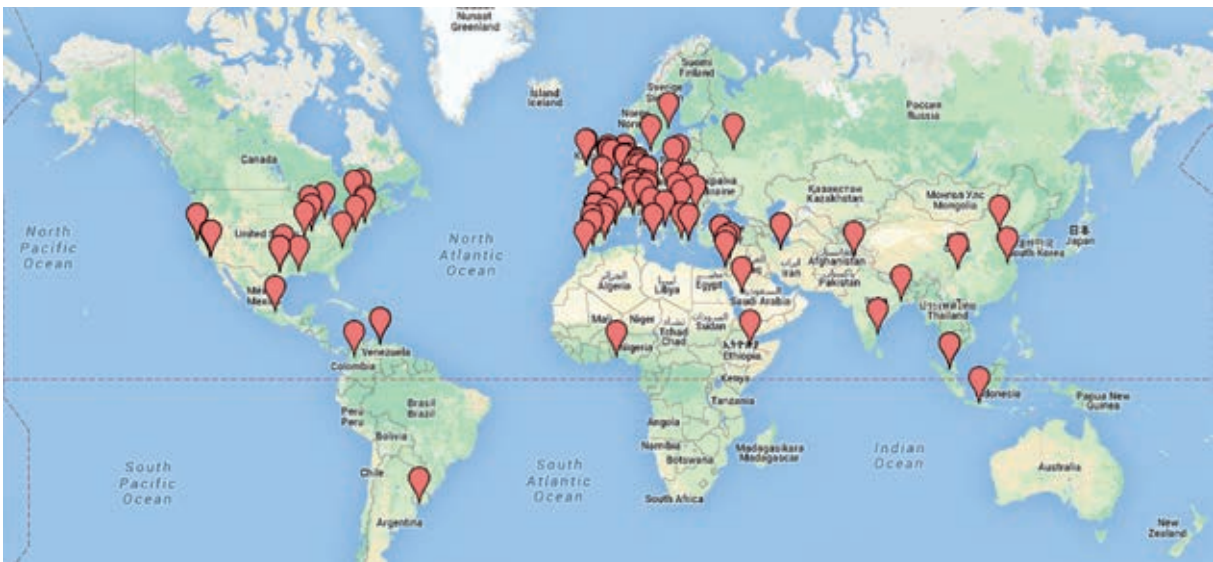 Nunaat
Greenland
Ísland
Iceland
Suomi
Finland
Sverige
Norge
Россия
Russia
Canada
Україна
Ukraine
Қазақстан
Kazakhstan
Монгол Улс
Mongolia
North
Pacific
Ocean
United
North
Atlantic
Ocean
日本
Japan
South Korea
Afghanistan
Pakistan
Iran
Algeria
Libya
Egypt
Saudi Arabia
Mali
Niger
Chad
Sudan
Nigeria
Ethiopia
Thailand
Venezuela
Colombia
Kenya
Tanzania
Indonesia
Papua New
Guinea
Perú
Peru
Brasil
Brazil
Bolivia
Angola
Namibia
Botswana
Madagasikara
Madagascar
Indian
Ocean
South
Pacific
Ocean
Chile
South
Atlantic
Ocean
Australia
South Africa
Argentina
New
Zealand